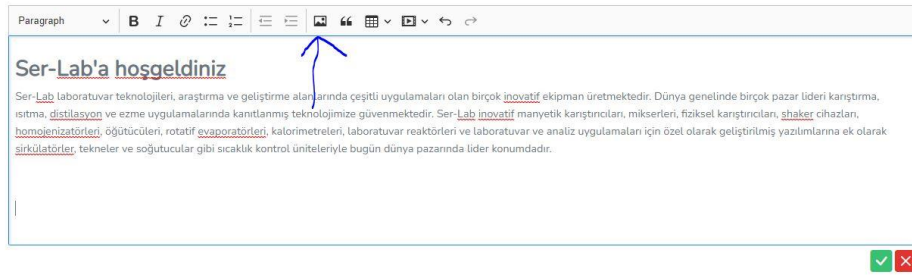 Paragraph
Ser-Lab'a hoşgeldiniz
Ser-Lab laboratuvar teknolojileri, araştırma ve geliştirme alanlarında çeşitli uygulamaları olan birçok inovatif ekipman üretmektedir. Dünya genelinde birçok pazar lideri karıştırma,
ısıtma, distilasyon ve ezme uygulamalarında kanıtlanmış teknolojimize güvenmektedir. Ser-Lab inovatif manyetik karıştırıcıları, mikserleri, fiziksel karıştırıcıları, shaker cihazları,
homojenizatörleri, öğütücüleri, rotatif evaporatörleri, kalorimetreleri, laboratuvar reaktörleri ve laboratuvar ve analiz uygulamaları için özel olarak geliştirilmiş yazılımlarına ek olarak
sirkülatörler, tekneler ve soğutucular gibi sıcaklık kontrol üniteleriyle bugün dünya pazarında lider konumdadır.